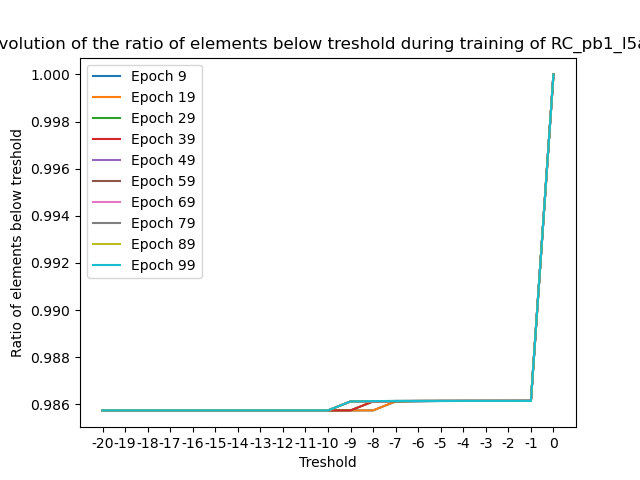 volution of the ratio of elements below treshold during training of RC_pb1_l5
1.000
0.998
0.996
0.994
0.992
0.990
0.988
0.986
Ratio of elements below treshold
Epoch 9
Epoch 19
Epoch 29
Epoch 39
Epoch 49
Epoch 59
Epoch 69
Epoch 79
Epoch 89
Epoch 99
-20 -19 -18 -17 -16 -15 -14 -13 -12 -11 -10 -9 -8 -7 -6 -5 -4 -3 -2 -1 0
Treshold